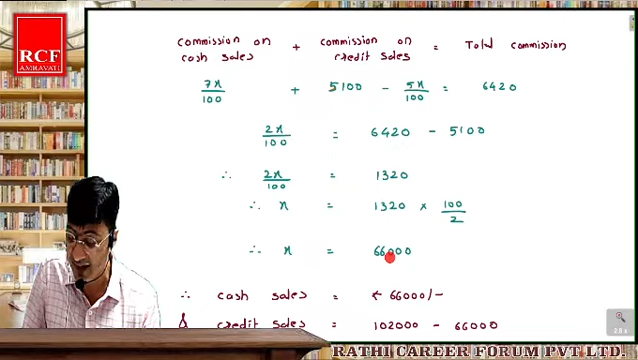 RCF
AMRAVATI
commission on cash sales + commission on credit sales = Total commission
7x/100 + 5100 - 5x/100 = 6420
2x/100 = 6420 - 5100
∴ 2x/100 = 1320
∴ x = 1320 × 100/2
∴ x = 66000
∴ cash sales = ₹ 66000/-
& credit sales = 102000 - 66000
RATHI CAREER FORUM PVT LTD.